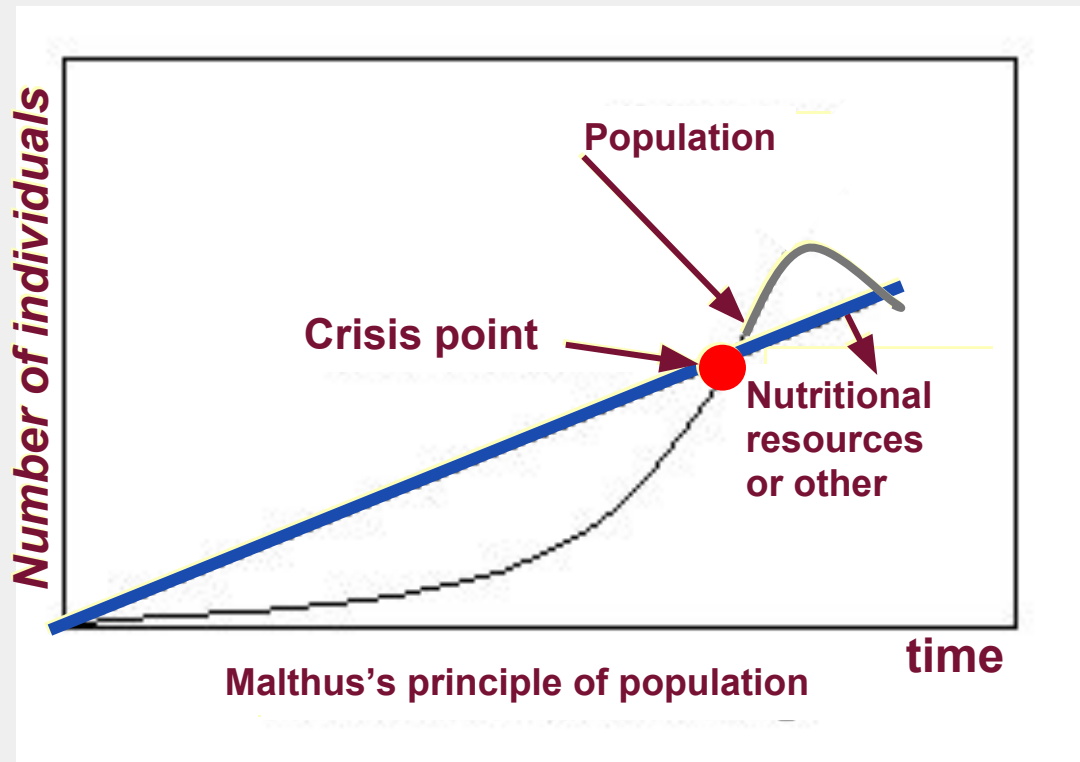 Number of individuals
Population
Crisis point
Nutritional
resources
or other
time
Malthus’s principle of population